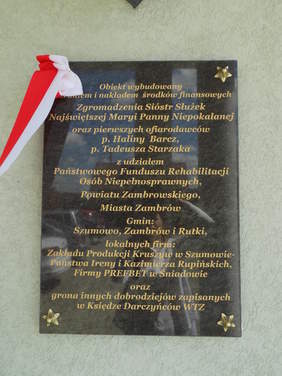 Obiekt wybudowany
i nakładem środków finansowych
Zgromadzenia Sióstr Służek
Najświętszej Maryi Panny Niepokalanej
oraz pierwszych ofiarodawców
p. Haliny Barcz,
p. Tadeusza Starzaka
z udziałem
Państwowego Funduszu Rehabilitacji
Osób Niepełnosprawnych,
Powiatu Zambrowskiego,
Miasta Zambrów
Gmin:
Szumowo, Zambrów i Rutki,
lokalnych firm:
Zakładu Produkcji Kruszyw w Szumowie-
Państwa Ireny i Kazimierza Rupińskich,
Firmy PREFBET w Śniadowie
oraz
grona innych dobrodziejów zapisanych
w Księdze Darczyńców WTZ